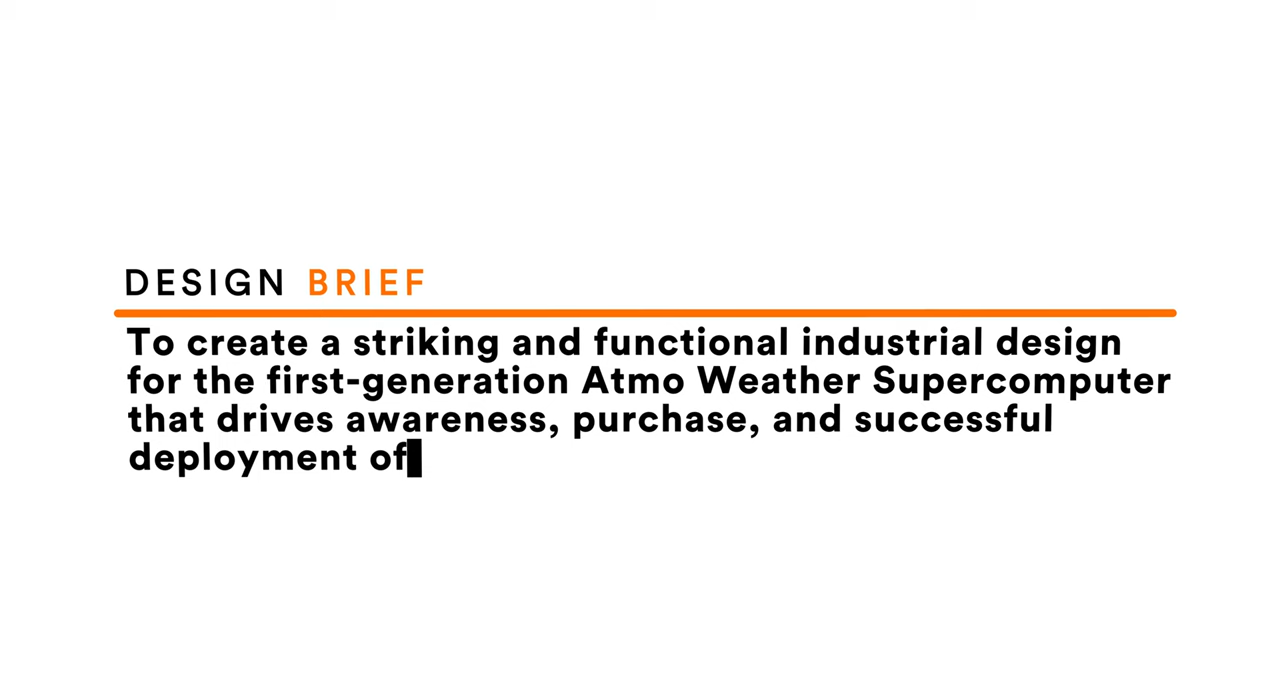 DESIGN BRIEF
To create a striking and functional industrial design
for the first-generation Atmo Weather Supercomputer
that drives awareness, purchase, and successful
deployment of